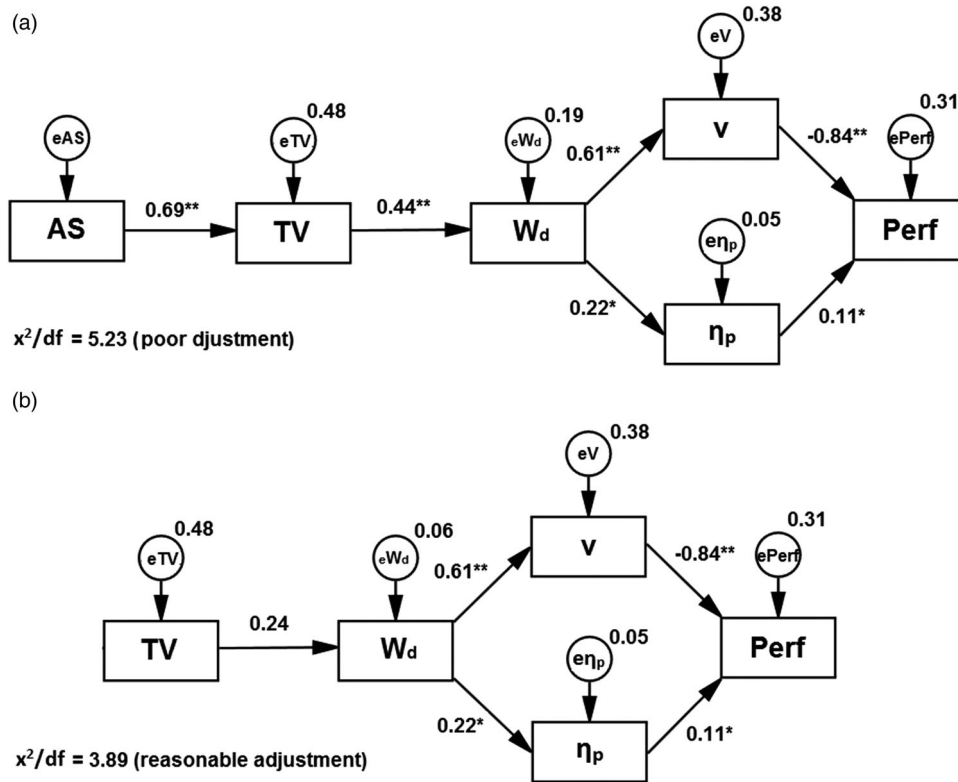 (a)
eV 0.38
eAS
eTV 0.48
eWd 0.19
ePerf 0.31
AS
0.69**
TV
0.44**
Wd
0.61**
v
-0.84**
Perf
eηp 0.05
0.22*
ηp
0.11*
x²/df = 5.23 (poor djustment)
(b)
eV 0.38
eTV 0.48
eWd 0.06
ePerf 0.31
TV
0.24
Wd
0.61**
v
-0.84**
Perf
eηp 0.05
0.22*
ηp
0.11*
x²/df = 3.89 (reasonable adjustment)